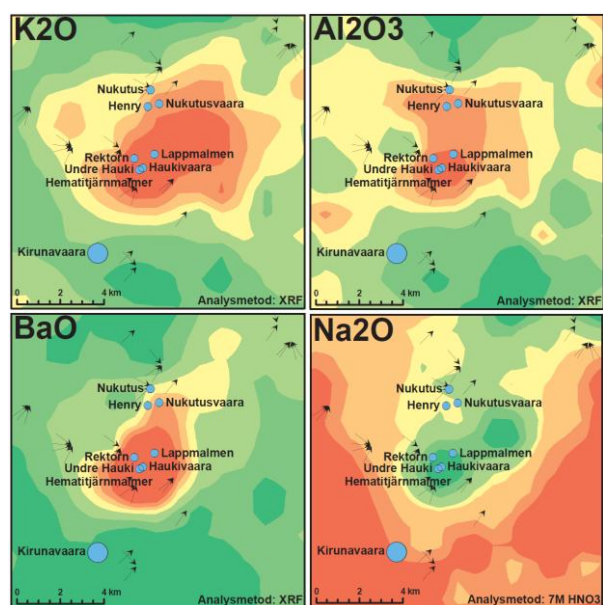 K2O
Nukutus
Henry
Nukutusvaara
Rektorn
Lappmalmen
Undre Hauki
Haukivaara
Hematitjärnmalmer
Kirunavaara
0 2 4 km
Analysmetod: XRF
Al2O3
Nukutus
Henry
Nukutusvaara
Rektorn
Lappmalmen
Undre Hauki
Haukivaara
Hematitjärnmalmer
Kirunavaara
0 2 4 km
Analysmetod: XRF
BaO
Nukutus
Henry
Nukutusvaara
Rektorn
Lappmalmen
Undre Hauki
Haukivaara
Hematitjärnmalmer
Kirunavaara
0 2 4 km
Analysmetod: XRF
Na2O
Nukutus
Henry
Nukutusvaara
Rektorn
Lappmalmen
Undre Hauki
Haukivaara
Hematitjärnmalmer
Kirunavaara
0 2 4 km
Analysmetod: 7M HNO3